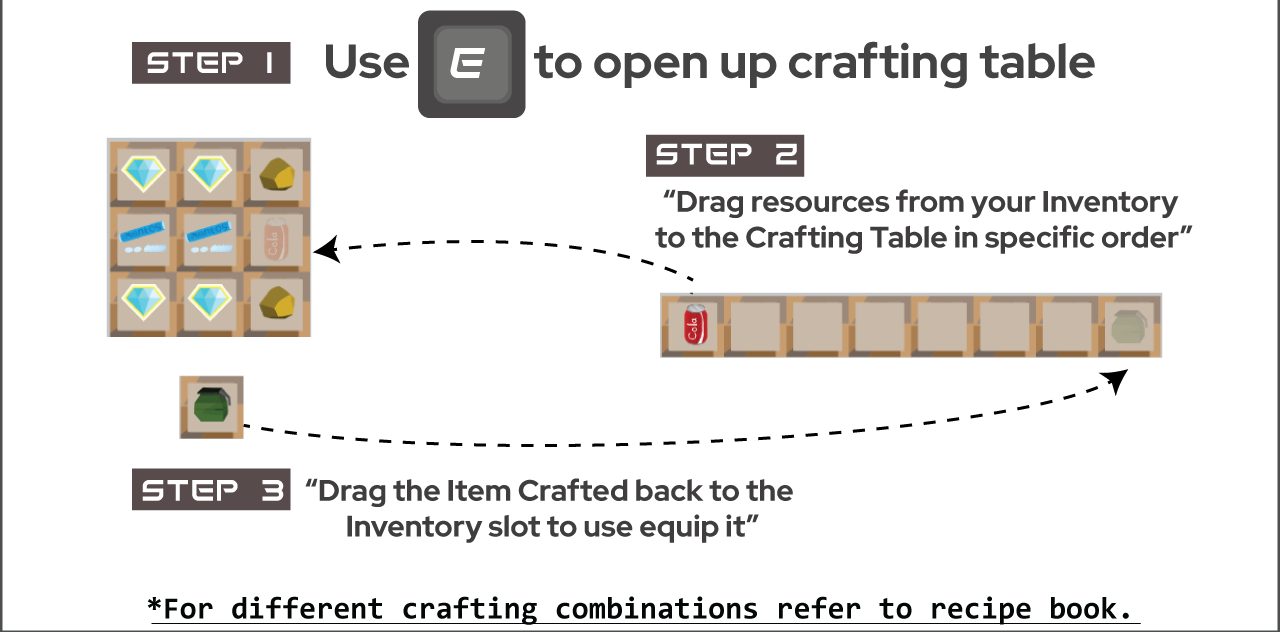 STEP 1 Use E to open up crafting table
STEP 2
“Drag resources from your Inventory
to the Crafting Table in specific order”
Cola
Cola
STEP 3 “Drag the Item Crafted back to the
Inventory slot to use equip it”
*For different crafting combinations refer to recipe book.